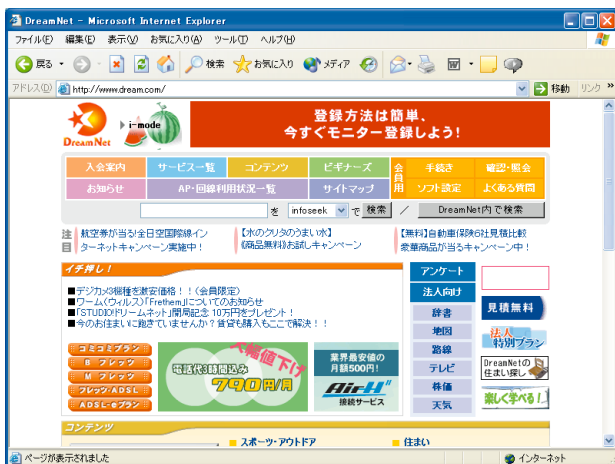 DreamNet - Microsoft Internet Explorer
ファイル(F) 編集(E) 表示(V) お気に入り(A) ツール(T) ヘルプ(H)
戻る 検索 お気に入り メディア
アドレス(D) http://www.dream.com/ 移動 リンク »
DreamNet i-mode
登録方法は簡単、
今すぐモニター登録しよう!
入会案内 サービス一覧 コンテンツ ビギナーズ 会員用 手続き 確認・照会
お知らせ AP・回線利用状況一覧 サイトマップ ソフト設定 よくある質問
を infoseek で 検索 / DreamNet内で検索
注目 航空券が当る!全日空国際線イン 【水のクリタのうまい水】 【無料】自動車保険6社見積比較
ターネットキャンペーン実施中! 《商品無料》お試しキャンペーン 豪華商品が当るキャンペーン中!
イチ押し!
■デジカメ3機種を激安価格!!(会員限定)
■ワーム(ウィルス)「Frethem」についてのお知らせ
■「STUDIO!ドリームネット」開局記念 10万円をプレゼント!
■今のお住まいに飽きていませんか?賃貸も購入もここで解決!!
コミコミプラン
B フレッツ
M フレッツ
フレッツ・ADSL
ADSL-eプラン
電話代3時間込み
790円/月
べ幅値下げ
業界最安値の
月額500円!
Air H"
接続サービス
アンケート
法人向け
辞書
地図
路線
テレビ
株価
天気
見積無料
法人
特別プラン
DreamNetの
住まい探し
楽しく学べる!
コンテンツ
■ スポーツ・アウトドア ■ 住まい
ページが表示されました インターネット